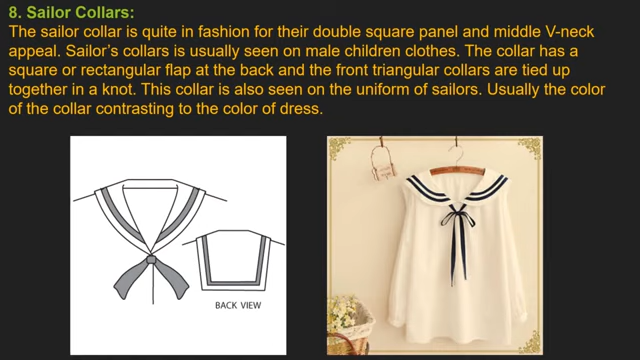 8. Sailor Collars:
The sailor collar is quite in fashion for their double square panel and middle V-neck
appeal. Sailor's collars is usually seen on male children clothes. The collar has a
square or rectangular flap at the back and the front triangular collars are tied up
together in a knot. This collar is also seen on the uniform of sailors. Usually the color
of the collar contrasting to the color of dress.
BACK VIEW